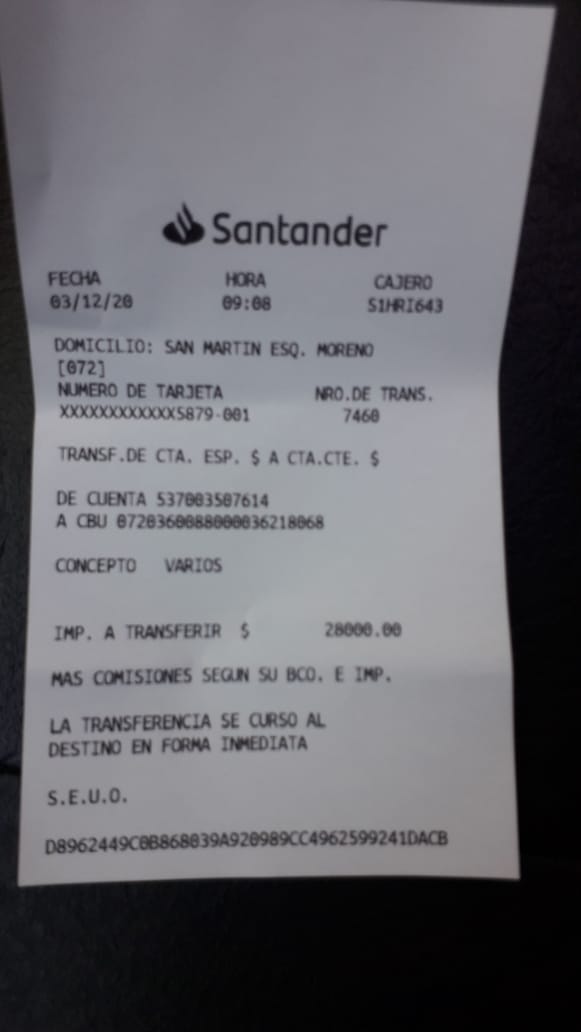 Santander
FECHA HORA CAJERO
03/12/20 09:08 S1HRI643
DOMICILIO: SAN MARTIN ESQ. MORENO
[072]
NUMERO DE TARJETA NRO.DE TRANS.
XXXXXXXXXXXX5879-001 7460
TRANSF.DE CTA. ESP. $ A CTA.CTE. $
DE CUENTA 537003507614
A CBU 0720360088000036218068
CONCEPTO VARIOS
IMP. A TRANSFERIR $ 28000.00
MAS COMISIONES SEGUN SU BCO. E IMP.
LA TRANSFERENCIA SE CURSO AL
DESTINO EN FORMA INMEDIATA
S.E.U.O.
D8962449C0B868039A920989CC4962599241DACB